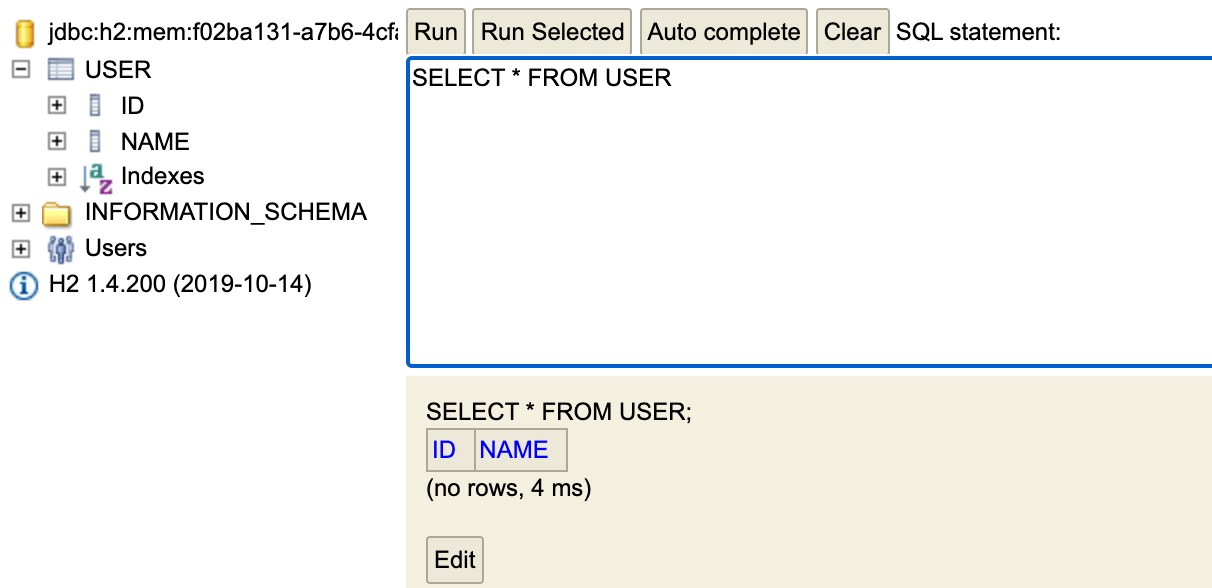 jdbc:h2:mem:f02ba131-a7b6-4cfa
USER
ID
NAME
Indexes
INFORMATION_SCHEMA
Users
H2 1.4.200 (2019-10-14)
Run Run Selected Auto complete Clear SQL statement:
SELECT * FROM USER
SELECT * FROM USER;
ID NAME
(no rows, 4 ms)
Edit